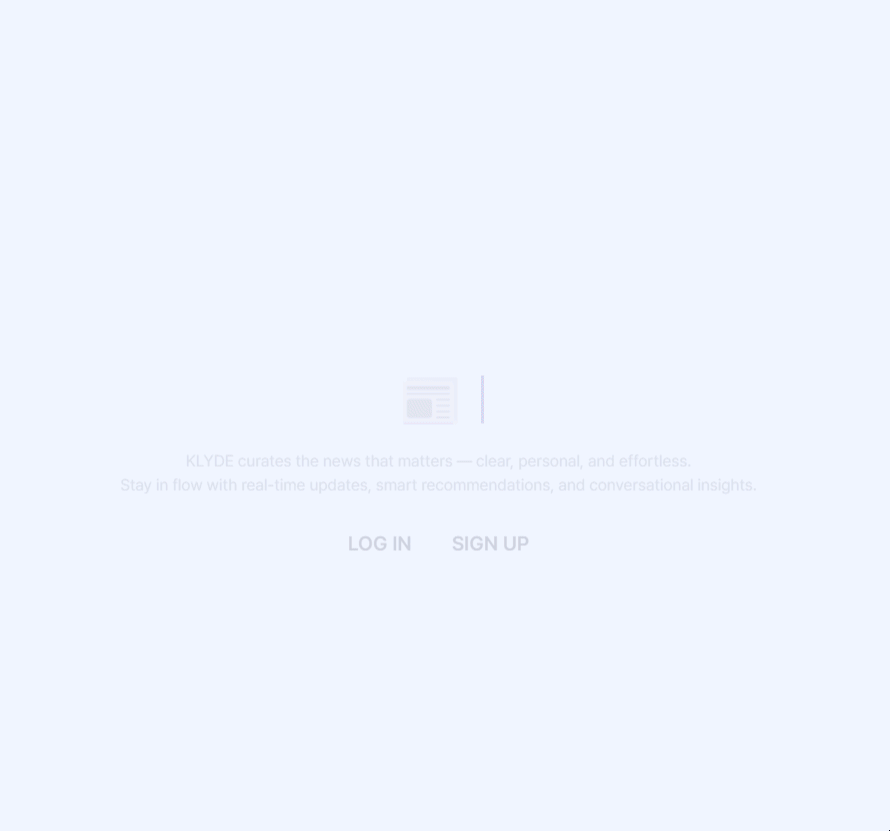 KLYDE curates the news that matters — clear, personal, and effortless.
Stay in flow with real-time updates, smart recommendations, and conversational insights.
LOG IN SIGN UP